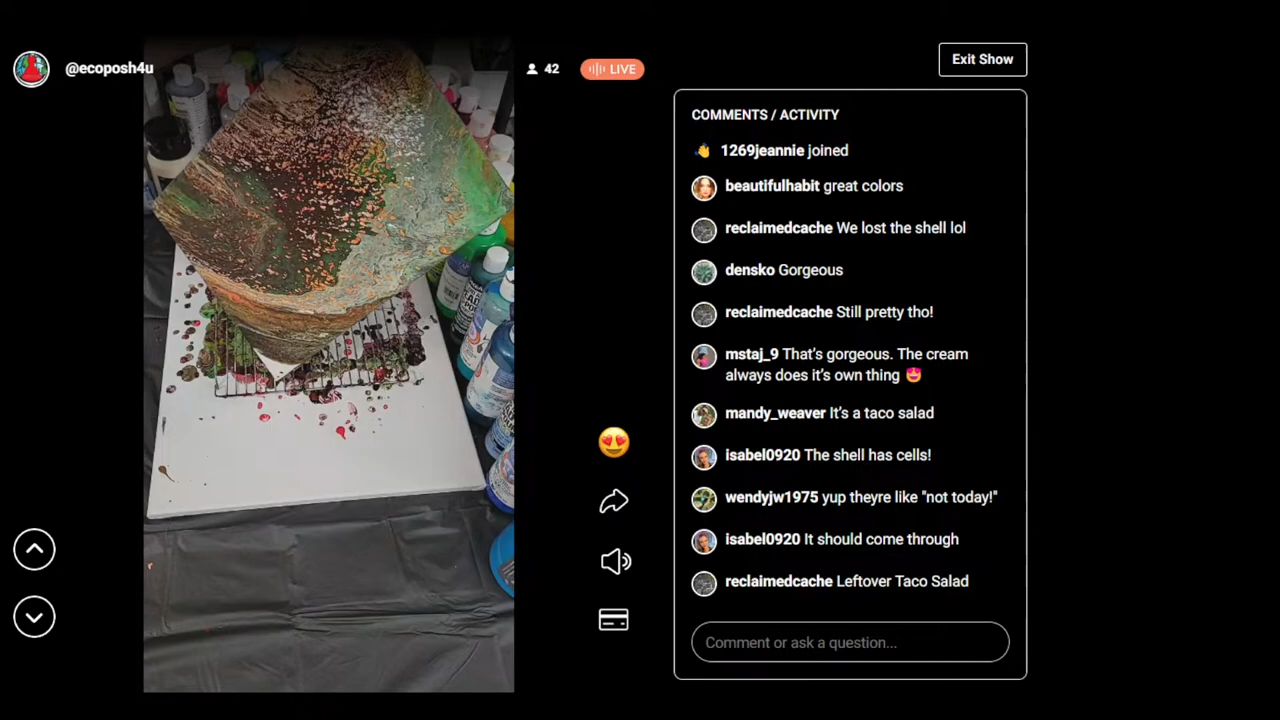 @ecoposh4u
42
LIVE
Exit Show
COMMENTS / ACTIVITY
1269jeannie joined
beautifulhabit great colors
reclaimedcache We lost the shell lol
densko Gorgeous
reclaimedcache Still pretty tho!
mstaj_9 That's gorgeous. The cream
always does it's own thing 😍
mandy_weaver It's a taco salad
isabel0920 The shell has cells!
wendyjw1975 yup theyre like "not today!"
isabel0920 It should come through
reclaimedcache Leftover Taco Salad
Comment or ask a question...